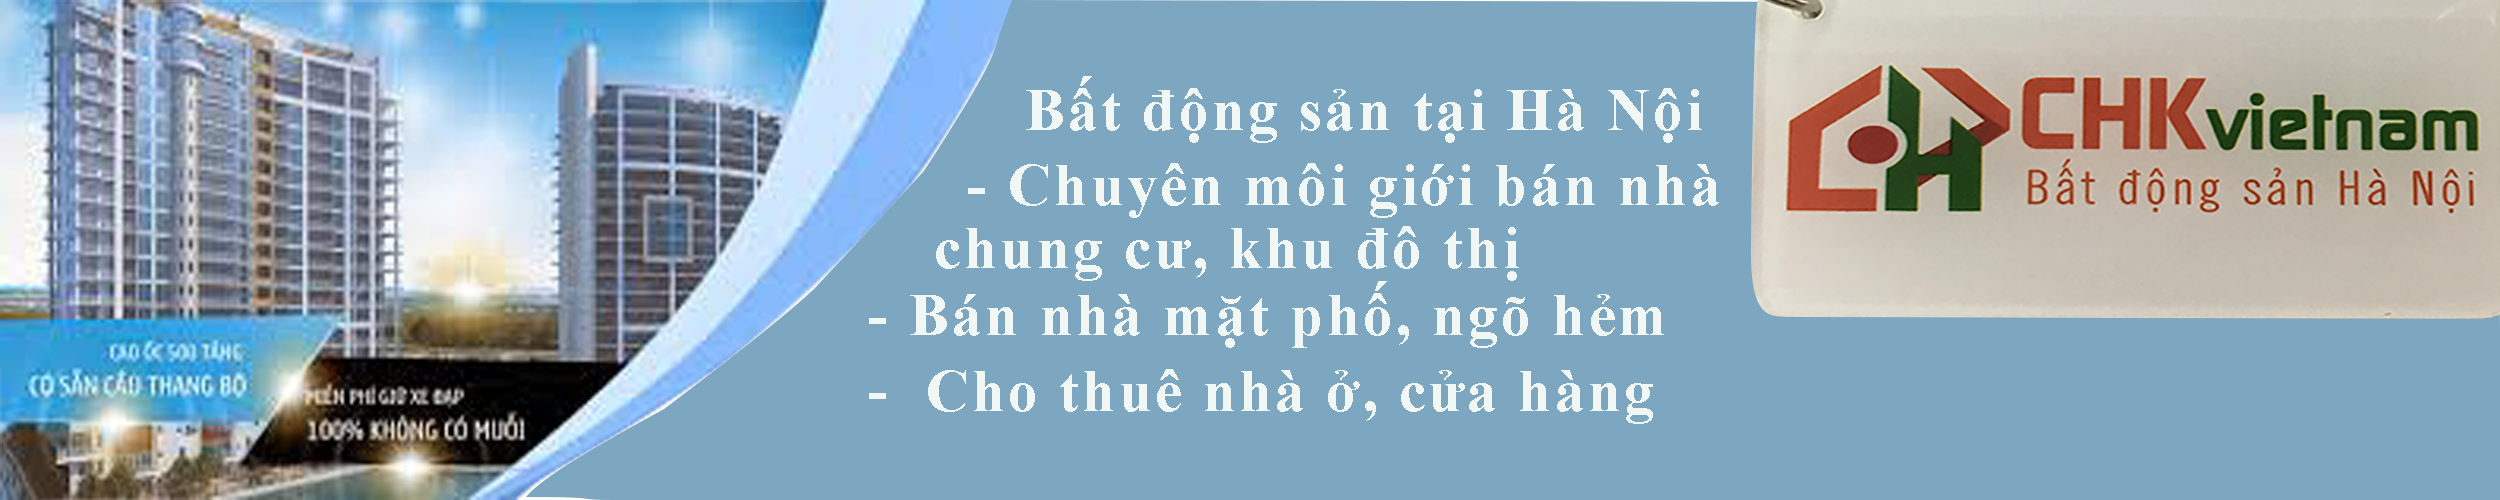 CAO ỐC 500 TẦNG
CÓ SẴN CẦU THANG BỘ
MIỄN PHÍ GIỮ XE ĐẠP
100% KHÔNG CÓ MUỖI
Bất động sản tại Hà Nội
- Chuyên môi giới bán nhà
chung cư, khu đô thị
- Bán nhà mặt phố, ngõ hẻm
- Cho thuê nhà ở, cửa hàng
CHKvietnam
Bất động sản Hà Nội